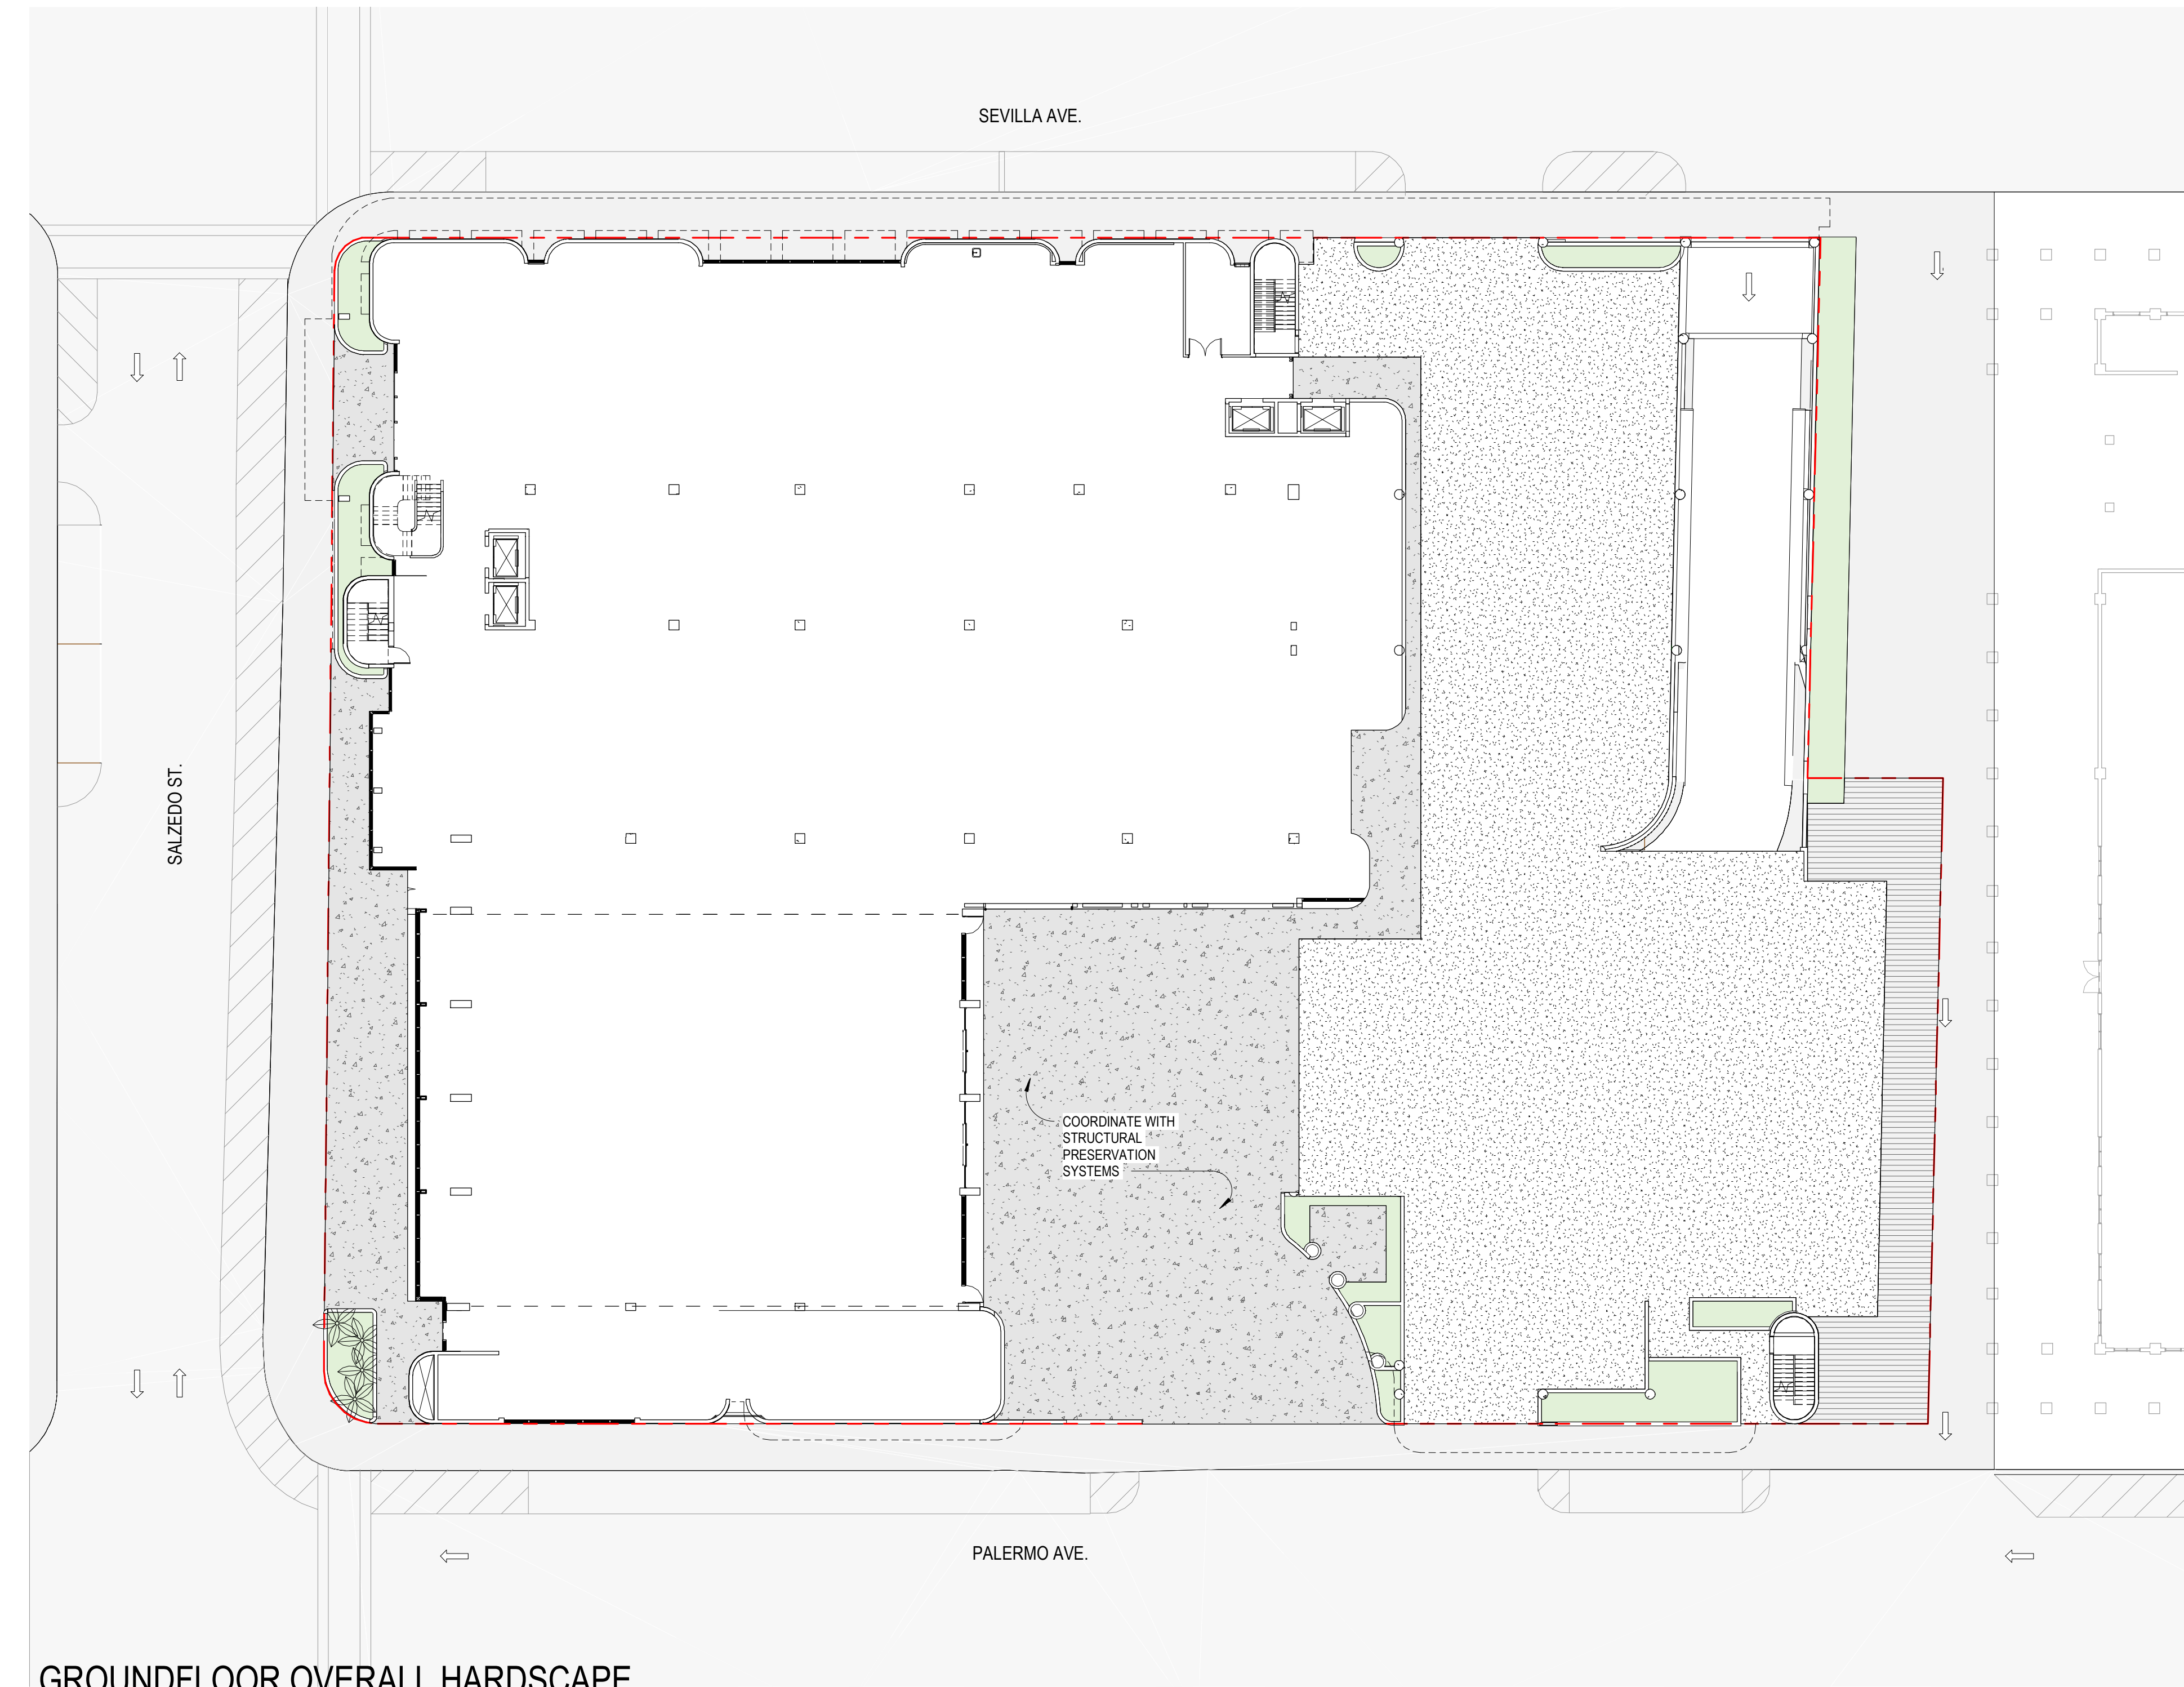 SEVILLA AVE.
SALZEDO ST.
COORDINATE WITH
STRUCTURAL
PRESERVATION
SYSTEMS
PALERMO AVE.
GROUNDFLOOR OVERALL HARDSCAPE